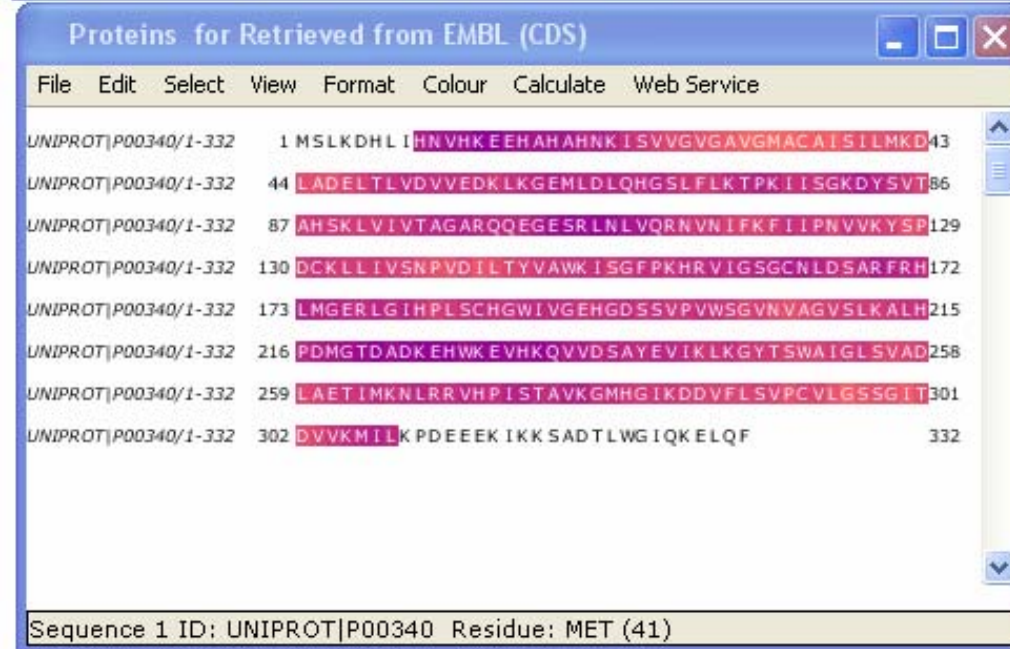 Proteins for Retrieved from EMBL (CDS)
File Edit Select View Format Colour Calculate Web Service
UNIPROT|P00340/1-332 1 MSLKDHLIHNVHKEEHAHAHNKISVVGVGAVGMACAISILMKD 43
UNIPROT|P00340/1-332 44 LADELTLVDVVEDKLKGEMLDLQHGSLFLKTPKIISGKDYSVT 86
UNIPROT|P00340/1-332 87 AHSKLVIVTAGARQQEGESRLNLVQRNVNIFKFIIPNVVKYSP 129
UNIPROT|P00340/1-332 130 DCKLLIVSNPVDILTYVAWKISGFPKHRVIGSGCNLDSARFRH 172
UNIPROT|P00340/1-332 173 LMGERLGIHPLSCHGWIVGEHGDSSVPVWSGVNVAGVSLKALH 215
UNIPROT|P00340/1-332 216 PDMGTDADKEHWKEVHKQVVDSAYEVIKLKGYTSWAIGLSVAD 258
UNIPROT|P00340/1-332 259 LAETIMKNLRRVHPISTAVKGMHGIKDDVFLSVPCVLGSSGIT 301
UNIPROT|P00340/1-332 302 DVVKMILKPDEEEKIKKSADTLWGIQKELQF 332
Sequence 1 ID: UNIPROT|P00340 Residue: MET (41)